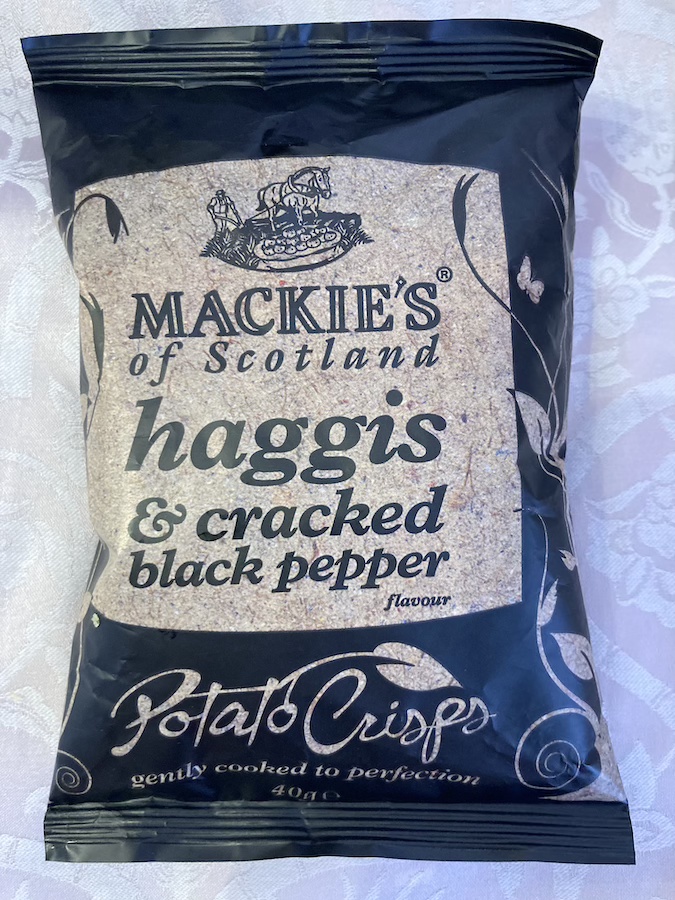 MACKIE'S®
of Scotland
haggis
& cracked
black pepper
flavour
Potato Crisps
gently cooked to perfection
40g e